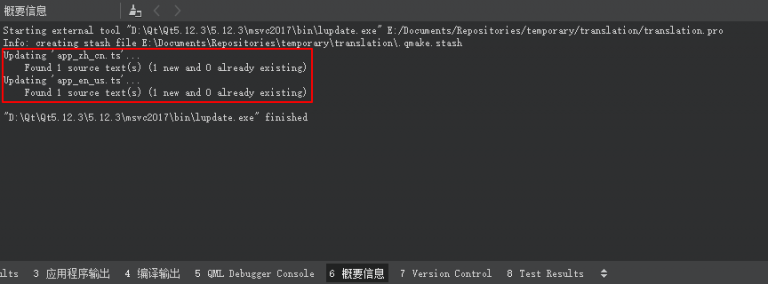 概要信息
Starting external tool "D:\Qt\Qt5.12.3\5.12.3\msvc2017\bin\lupdate.exe" E:/Documents/Repositories/temporary/translation/translation.pro
Info: creating stash file E:\Documents\Repositories\temporary\translation\.qmake.stash
Updating 'app_zh_cn.ts'...
    Found 1 source text(s) (1 new and 0 already existing)
Updating 'app_en_us.ts'...
    Found 1 source text(s) (1 new and 0 already existing)
"D:\Qt\Qt5.12.3\5.12.3\msvc2017\bin\lupdate.exe" finished
ults 3 应用程序输出 4 编译输出 5 QML Debugger Console 6 概要信息 7 Version Control 8 Test Results